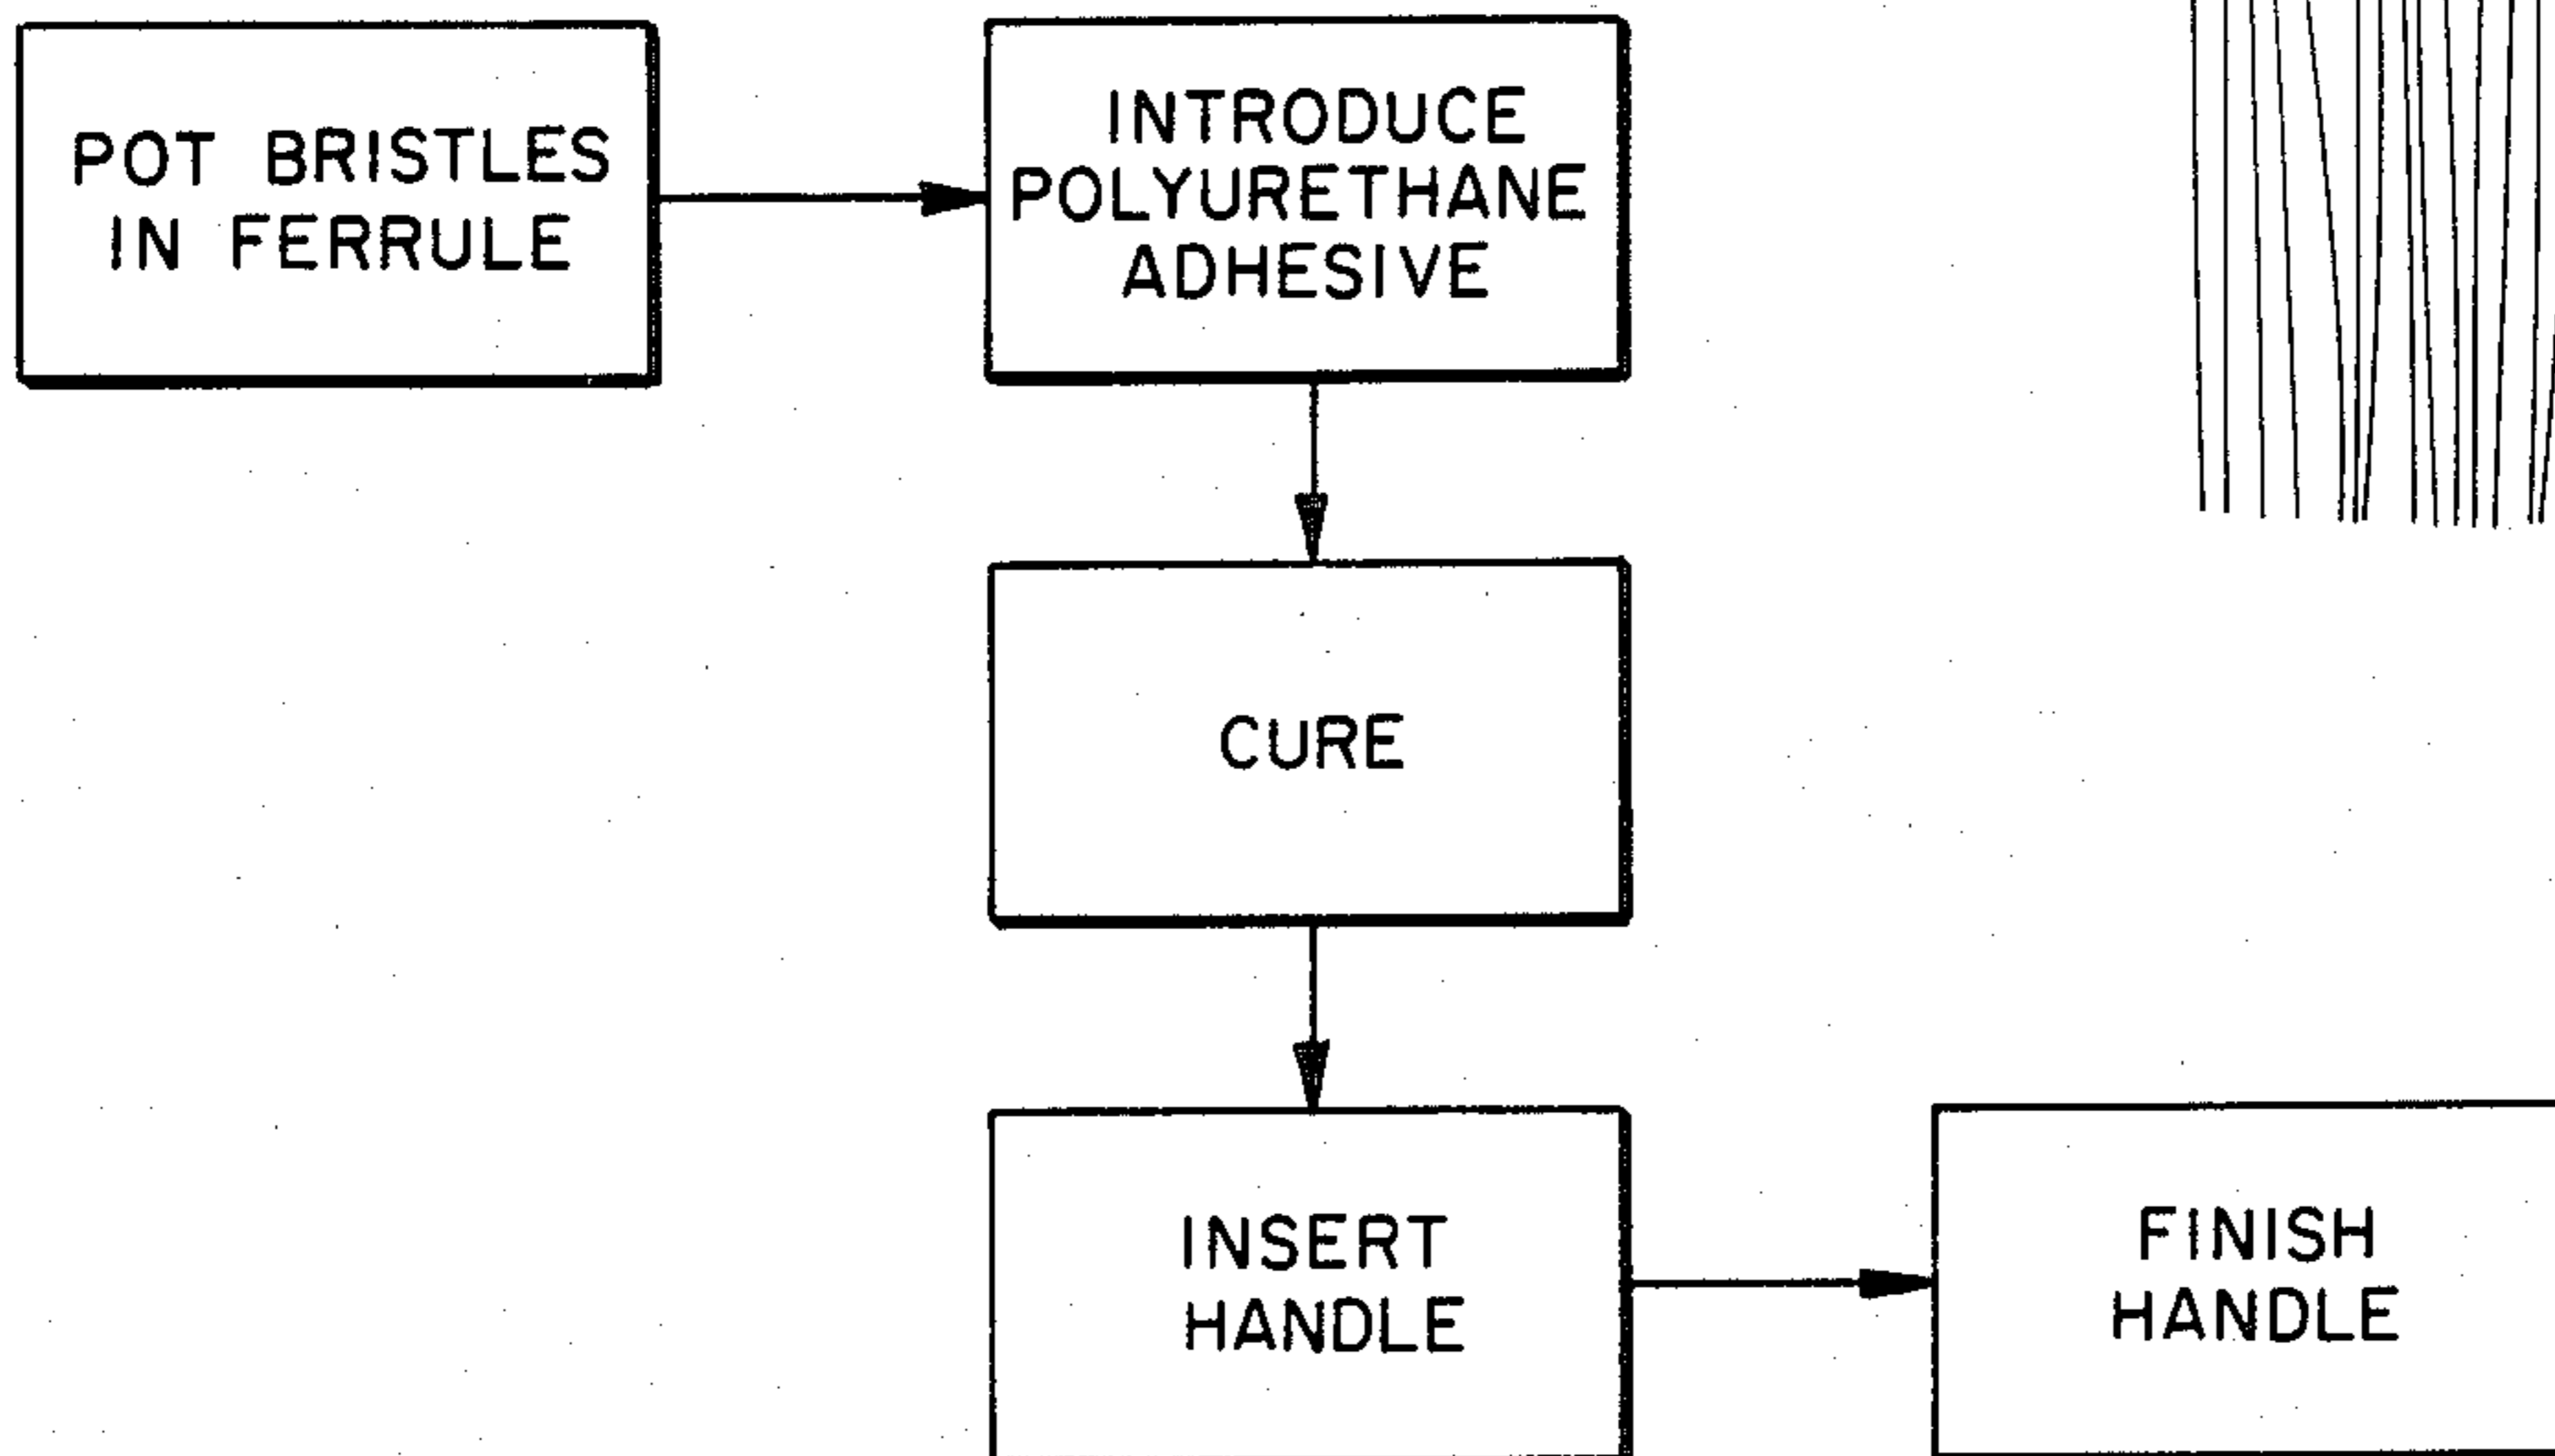 POT BRISTLES
IN FERRULE
INTRODUCE
POLYURETHANE
ADHESIVE
CURE
INSERT
HANDLE
FINISH
HANDLE